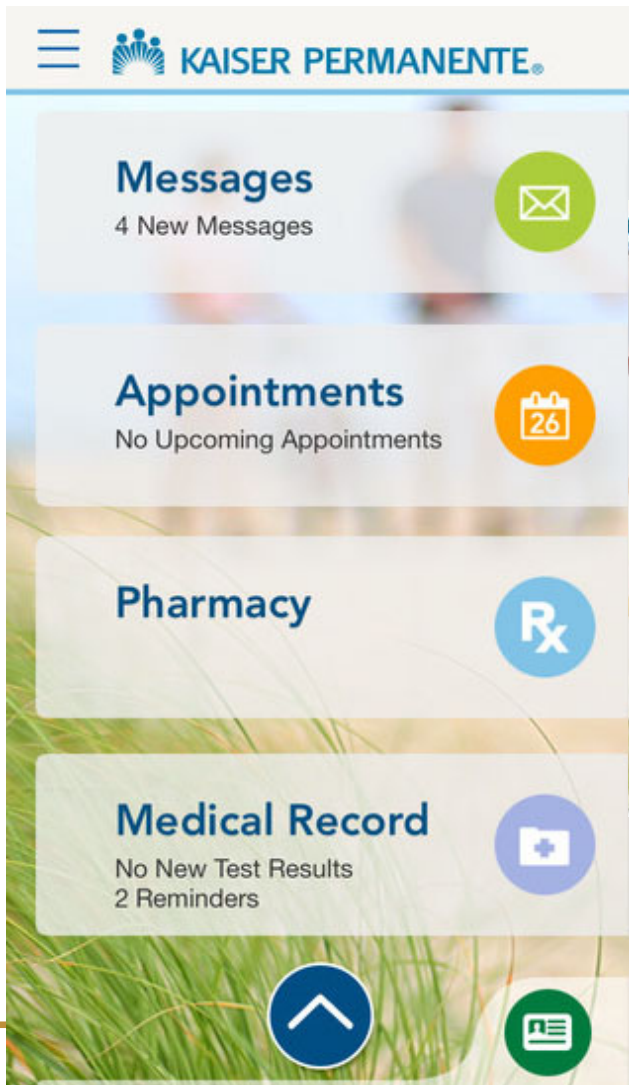 KAISER PERMANENTE®
Messages
4 New Messages
Appointments
No Upcoming Appointments
26
Pharmacy
Rx
Medical Record
No New Test Results
2 Reminders